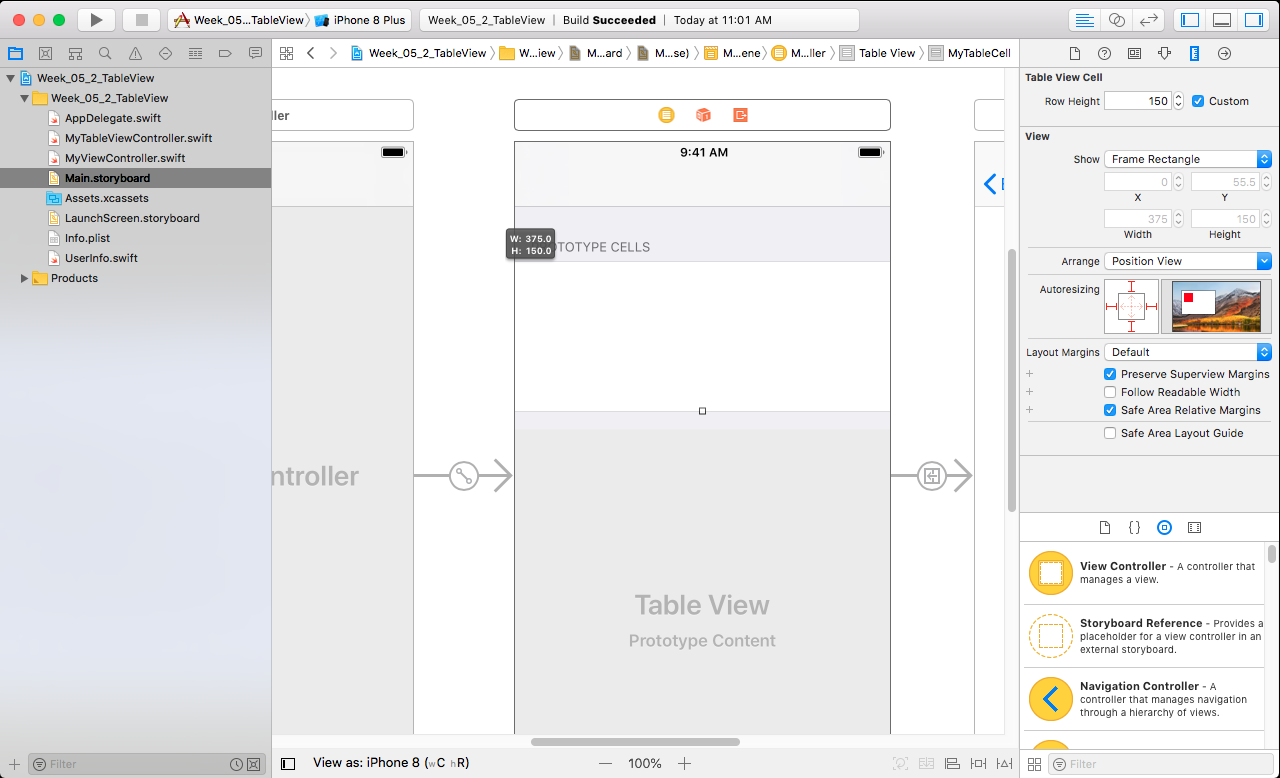 Week_05...TableView iPhone 8 Plus
Week_05_2_TableView Build Succeeded Today at 11:01 AM
Week_05_2_TableView W...iew M...ard M...se) M...ene M...ller Table View MyTableCell
Week_05_2_TableView
Week_05_2_TableView
AppDelegate.swift
MyTableViewController.swift
MyViewController.swift
Main.storyboard
Assets.xcassets
LaunchScreen.storyboard
Info.plist
UserInfo.swift
Products
Filter
ller
ntroller
9:41 AM
W: 375.0
H: 150.0
OTOTYPE CELLS
Table View
Prototype Content
View as: iPhone 8 (wC hR)
100%
Table View Cell
Row Height 150 Custom
View
Show Frame Rectangle
0 55.5
X Y
375 150
Width Height
Arrange Position View
Autoresizing
Layout Margins Default
Preserve Superview Margins
Follow Readable Width
Safe Area Relative Margins
Safe Area Layout Guide
{}
View Controller - A controller that
manages a view.
Storyboard Reference - Provides a
placeholder for a view controller in an
external storyboard.
Navigation Controller - A
controller that manages navigation
through a hierarchy of views.
Filter